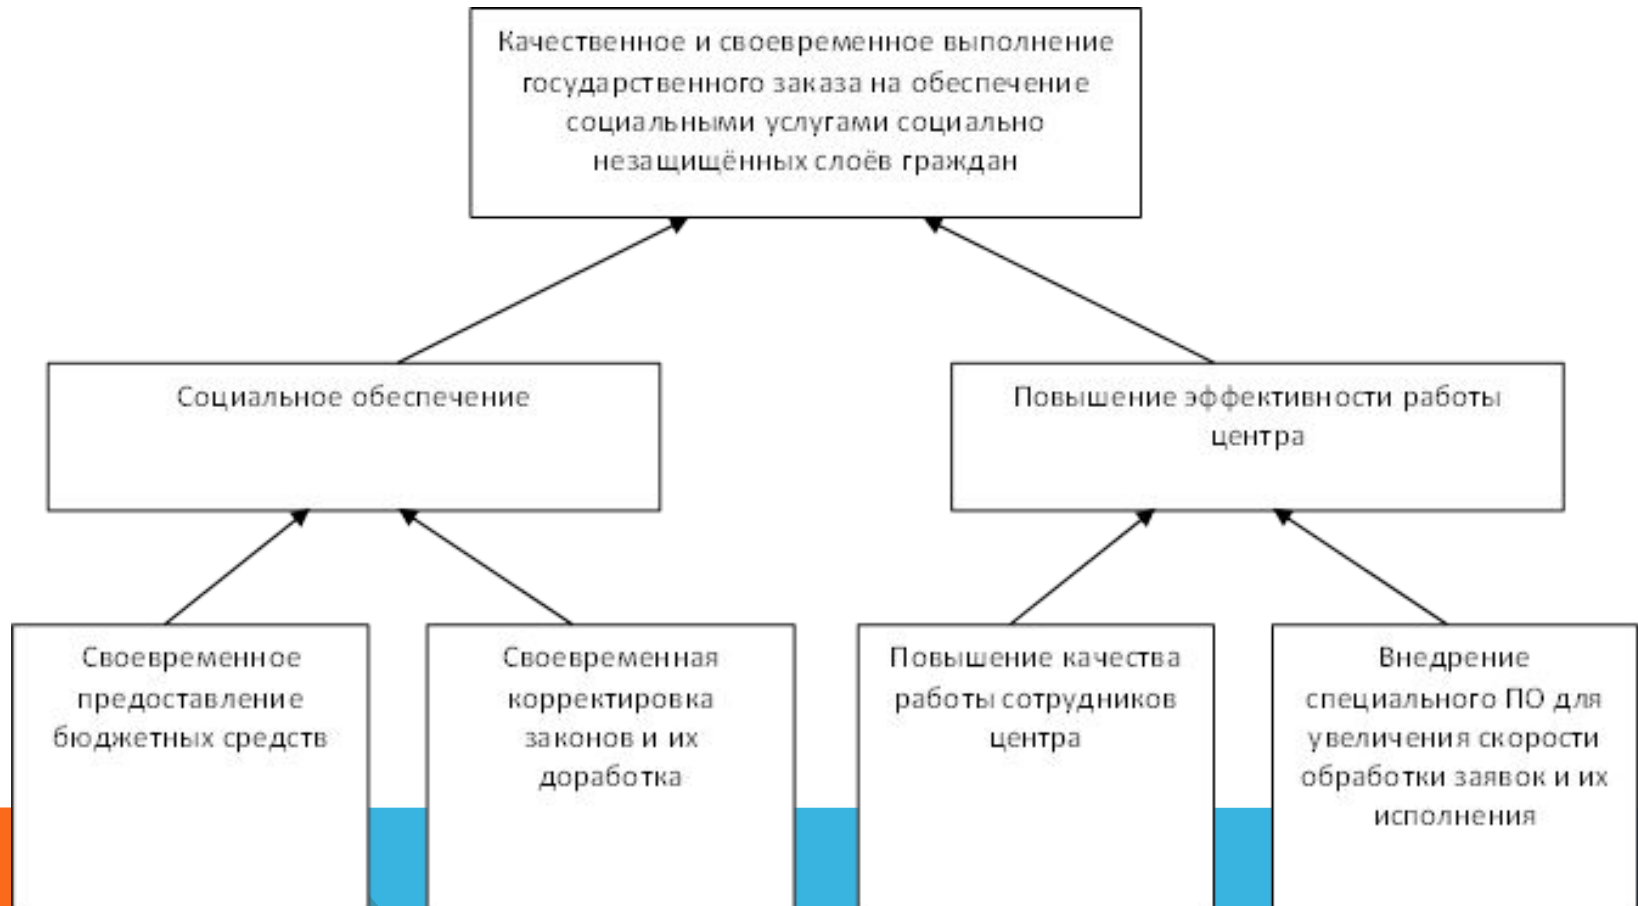 Качественное и своевременное выполнение
государственного заказа на обеспечение
социальными услугами социально
незащищённых слоёв граждан
Социальное обеспечение
Повышение эффективности работы
центра
Своевременное
предоставление
бюджетных средств
Своевременная
корректировка
законов и их
доработка
Повышение качества
работы сотрудников
центра
Внедрение
специального ПО для
увеличения скорости
обработки заявок и их
исполнения